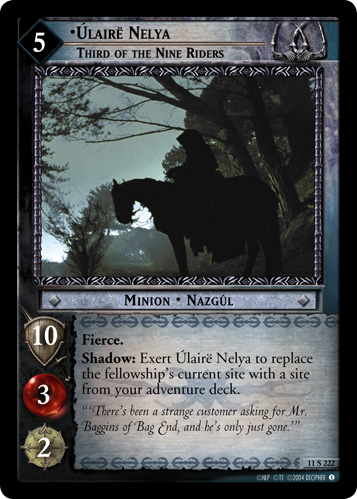 5
•Úlairë Nelya
Third of the Nine Riders
Minion • Nazgûl
10
3
2
Fierce.
Shadow: Exert Úlairë Nelya to replace
the fellowship's current site with a site
from your adventure deck.
"'There's been a strange customer asking for Mr.
Baggins of Bag End, and he's only just gone.'"
11 S 222
©NLP ©TE ©2004 DECIPHER